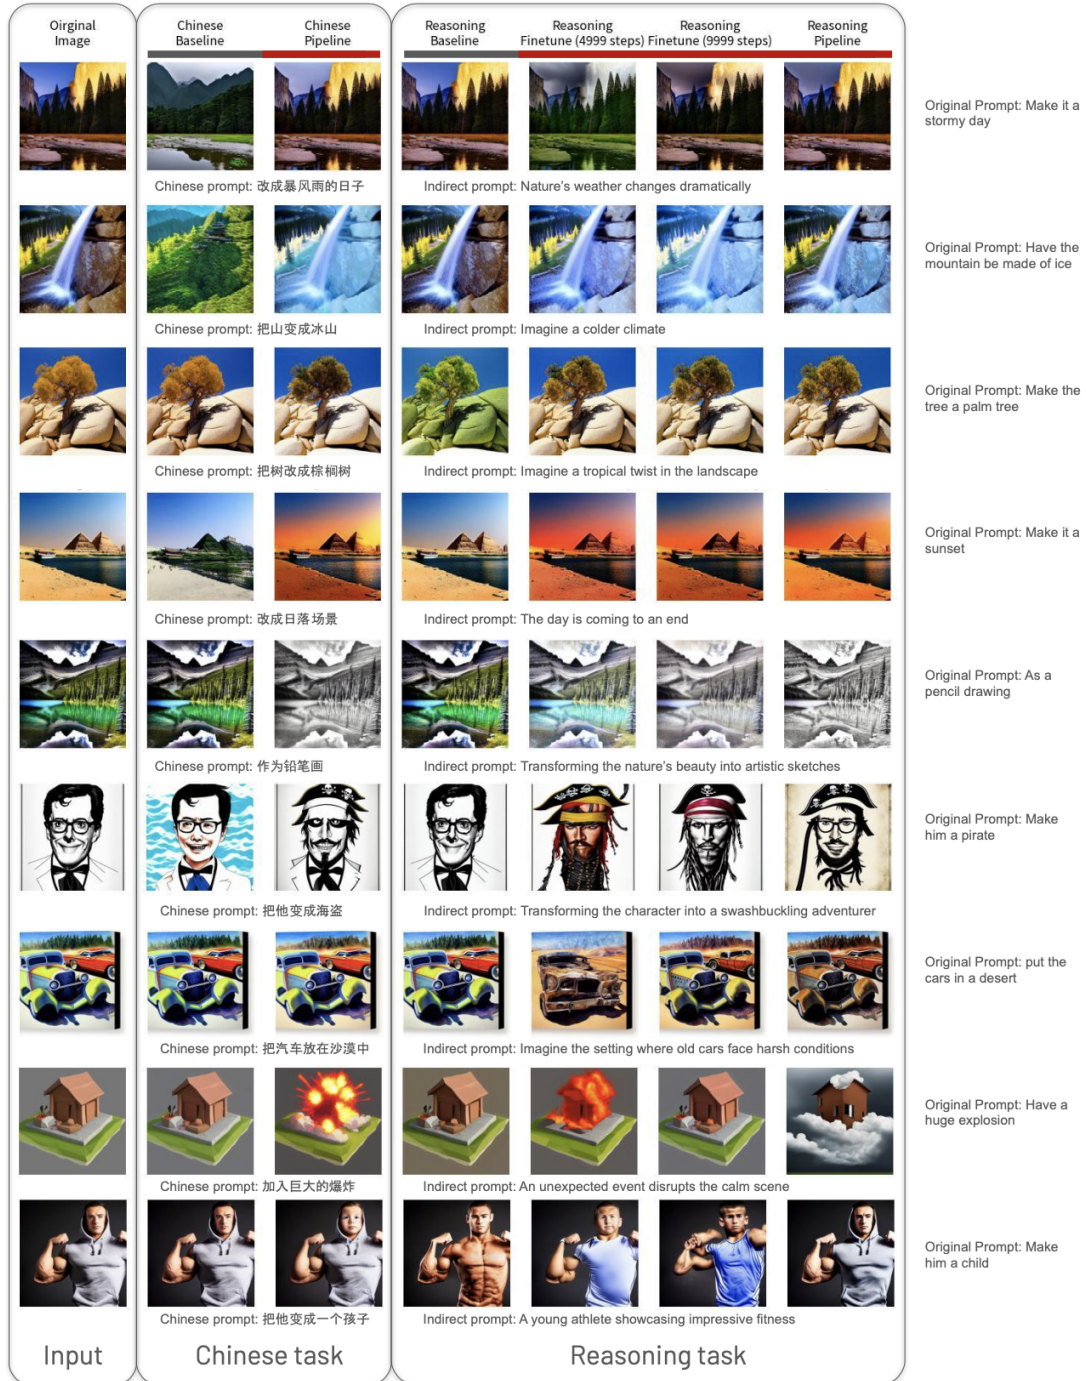 Oirginal
Image
Chinese
Baseline
Chinese
Pipeline
Reasoning
Baseline
Reasoning
Finetune (4999 steps)
Reasoning
Finetune (9999 steps)
Reasoning
Pipeline
Original Prompt: Make it a
stormy day
Chinese prompt: 改成暴风雨的日子
Indirect prompt: Nature's weather changes dramatically
Original Prompt: Have the
mountain be made of ice
Chinese prompt: 把山变成冰山
Indirect prompt: Imagine a colder climate
Original Prompt: Make the
tree a palm tree
Chinese prompt: 把树改成棕榈树
Indirect prompt: Imagine a tropical twist in the landscape
Original Prompt: Make it a
sunset
Chinese prompt: 改成日落场景
Indirect prompt: The day is coming to an end
Original Prompt: As a
pencil drawing
Chinese prompt: 作为铅笔画
Indirect prompt: Transforming the nature's beauty into artistic sketches
Original Prompt: Make
him a pirate
Chinese prompt: 把他变成海盗
Indirect prompt: Transforming the character into a swashbuckling adventurer
Original Prompt: put the
cars in a desert
Chinese prompt: 把汽车放在沙漠中
Indirect prompt: Imagine the setting where old cars face harsh conditions
Original Prompt: Have a
huge explosion
Chinese prompt: 加入巨大的爆炸
Indirect prompt: An unexpected event disrupts the calm scene
Original Prompt: Make
him a child
Chinese prompt: 把他变成一个孩子
Indirect prompt: A young athlete showcasing impressive fitness
Input
Chinese task
Reasoning task